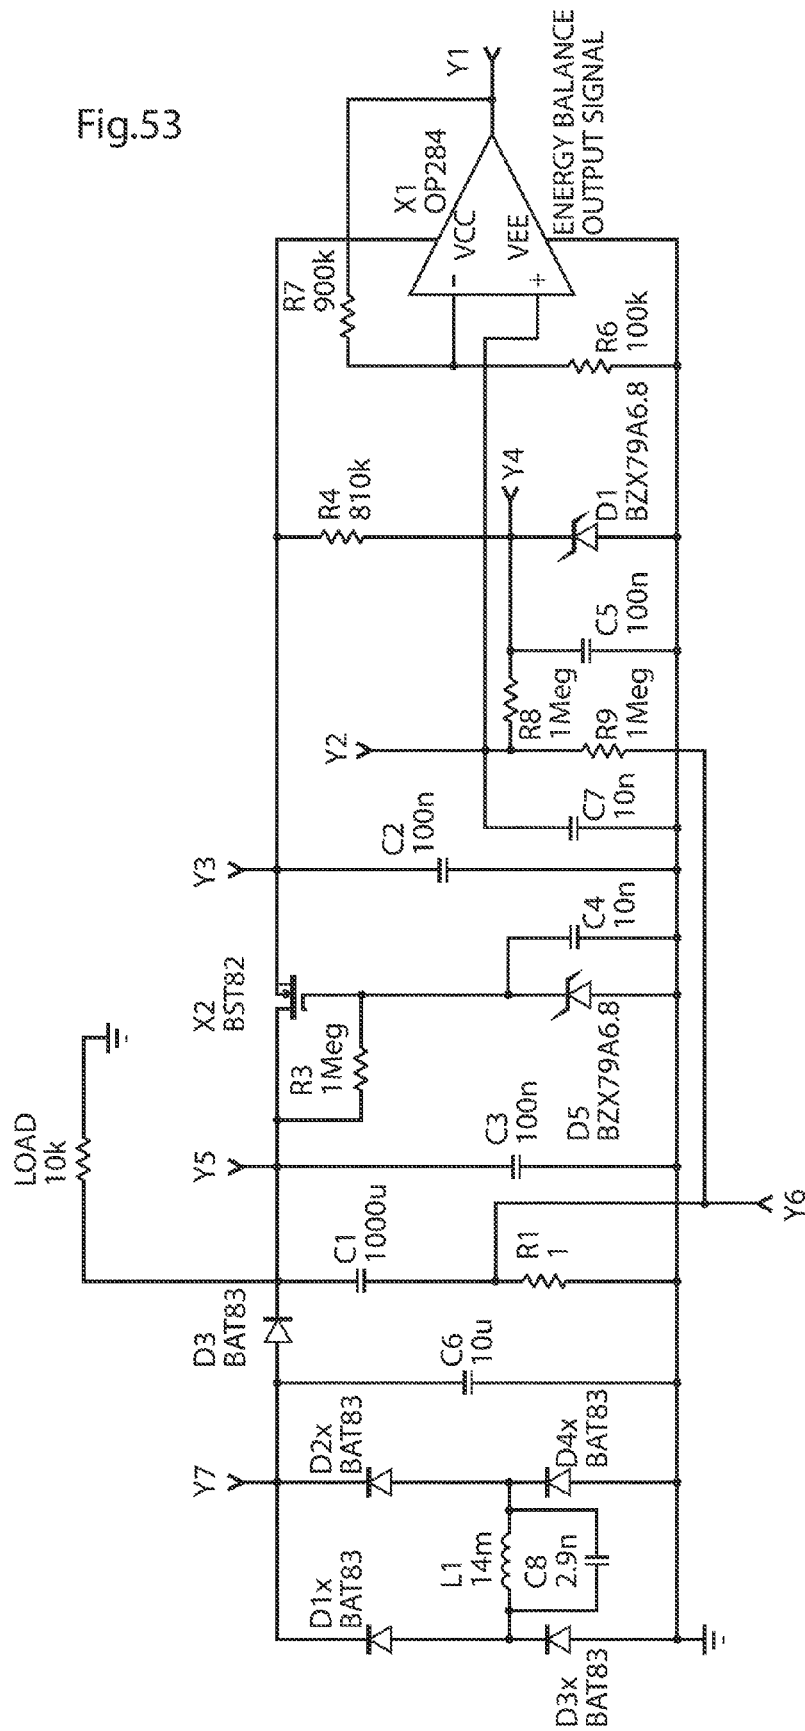 Fig.53
LOAD
10k
Y7
D1x
BAT83
D2x
BAT83
D3
BAT83
Y5
X2
BST82
Y3
Y2
R4
810k
R7
900k
X1
OP284
Y1
VCC
VEE
-
+
ENERGY BALANCE
OUTPUT SIGNAL
C1
1000u
R3
1Meg
C2
100n
Y4
L1
14m
C8
2.9n
C6
10u
R1
1
C3
100n
D5
BZX79A6.8
C4
10n
C7
10n
R8
1Meg
R9
1Meg
C5
100n
D1
BZX79A6.8
R6
100k
D3x
BAT83
D4x
BAT83
Y6